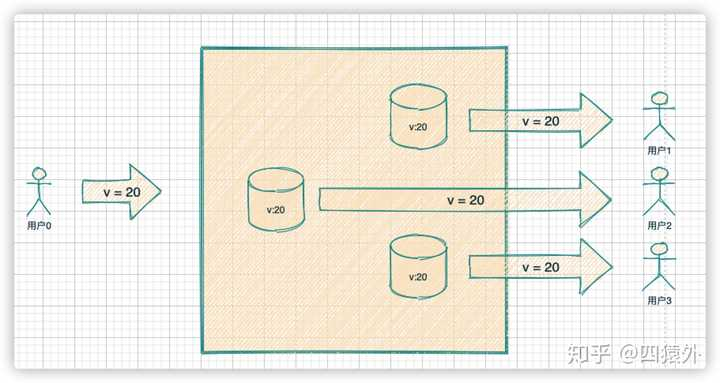 v:20
v = 20
用户1
v = 20
用户0
v:20
v = 20
用户2
v:20
v = 20
用户3
知乎 @四猿外